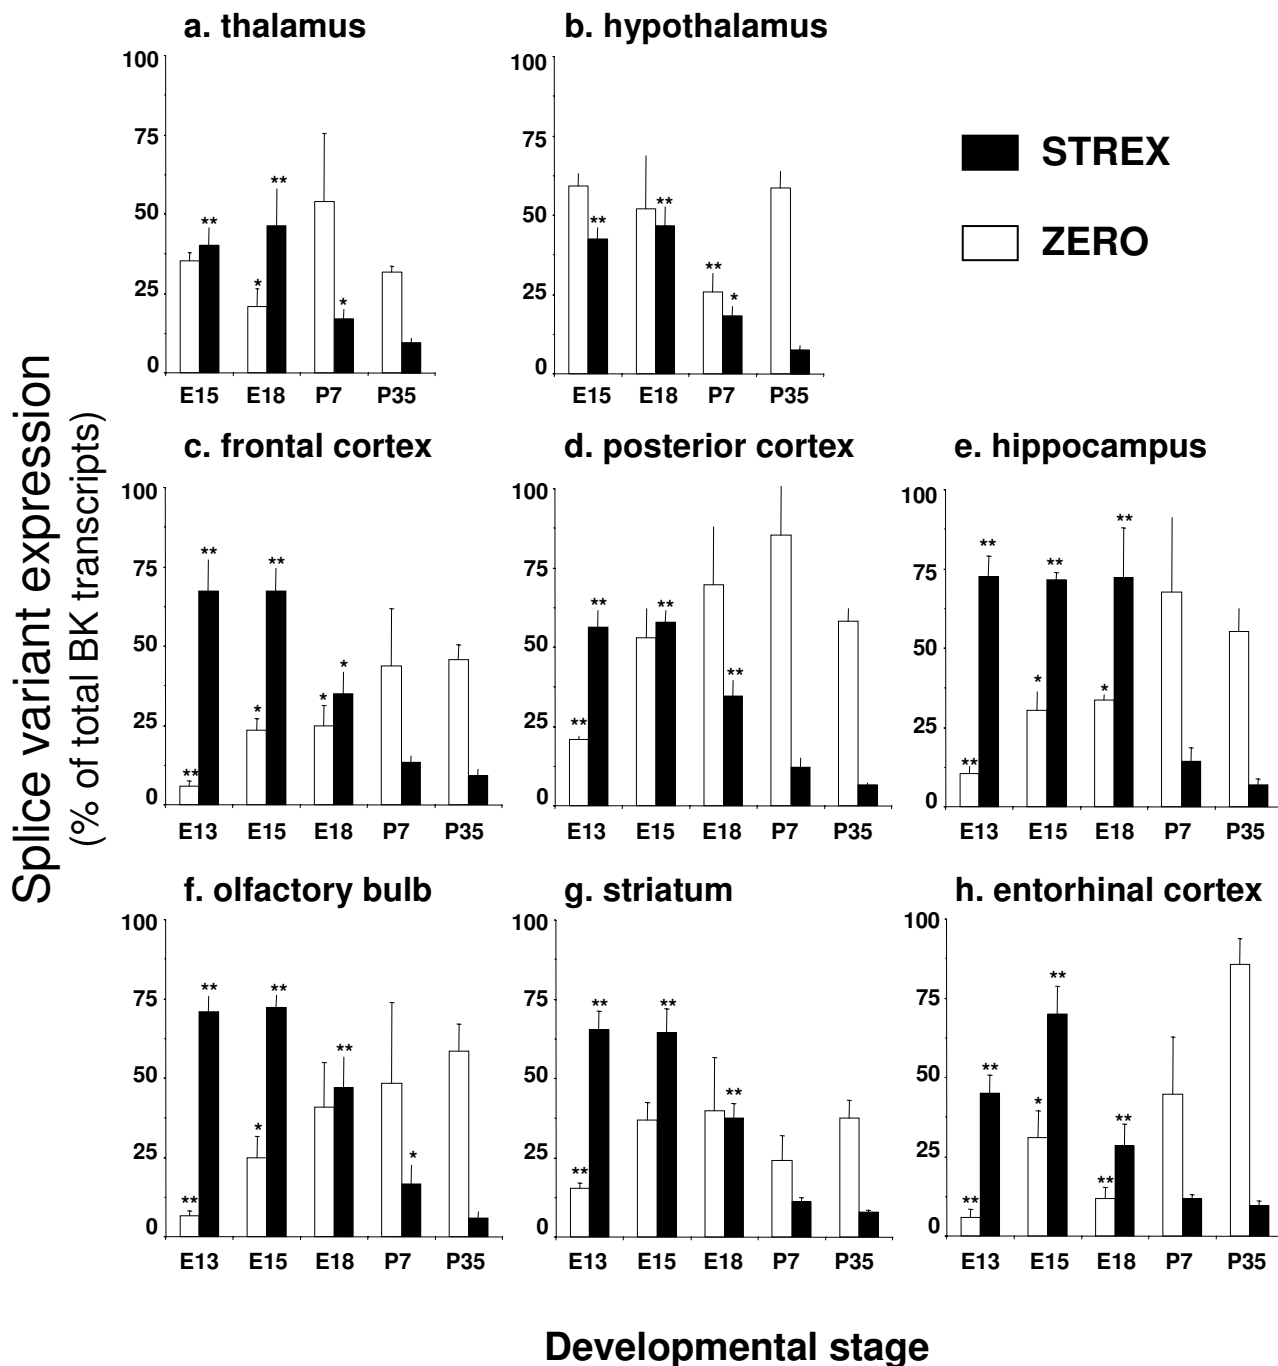 a. thalamus
b. hypothalamus
100
75
50
25
0
** ** * *
E15 E18 P7 P35
100
75
50
25
0
** ** ** *
E15 E18 P7 P35
STREX
ZERO
Splice variant expression
(% of total BK transcripts)
c. frontal cortex
d. posterior cortex
e. hippocampus
100
75
50
25
0
** ** ** * * *
E13 E15 E18 P7 P35
100
75
50
25
0
** ** ** **
E13 E15 E18 P7 P35
100
75
50
25
0
** ** ** * * **
E13 E15 E18 P7 P35
f. olfactory bulb
g. striatum
h. entorhinal cortex
100
75
50
25
0
** ** * ** ** *
E13 E15 E18 P7 P35
100
75
50
25
0
** ** ** **
E13 E15 E18 P7 P35
100
75
50
25
0
** ** * ** ** **
E13 E15 E18 P7 P35
Developmental stage